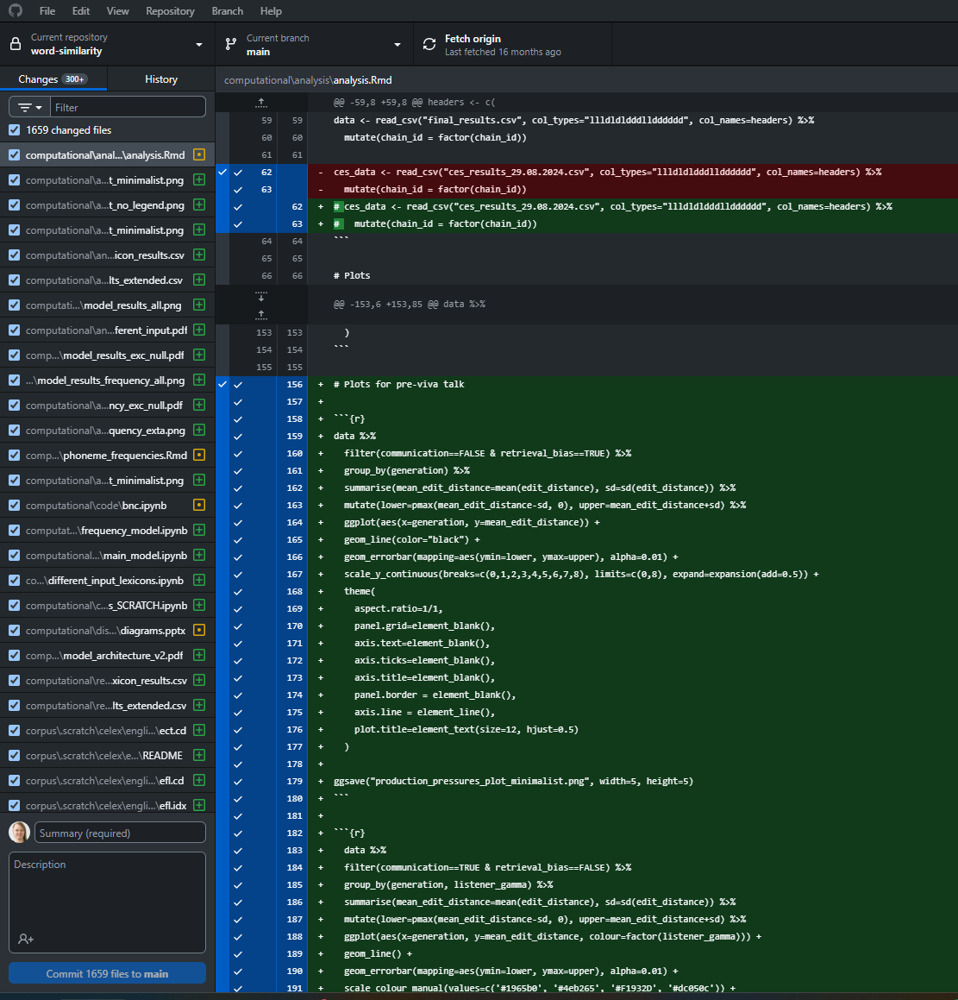 File Edit View Repository Branch Help
Current repository
word-similarity
Current branch
main
Fetch origin
Last fetched 16 months ago
Changes 300+
History
Filter
1659 changed files
computational\anal...\analysis.Rmd
computational\a...t_minimalist.png
computational\a...t_no_legend.png
computational\a...t_minimalist.png
computational\an...icon_results.csv
computational\a...lts_extended.csv
computati...\model_results_all.png
computational\an...ferent_input.pdf
comp...\model_results_exc_null.pdf
...\model_results_frequency_all.png
computational\a...ncy_exc_null.pdf
computational\a...quency_exta.png
comp...\phoneme_frequencies.Rmd
computational\a...t_minimalist.png
computational\code\bnc.ipynb
computat...\frequency_model.ipynb
computational...\main_model.ipynb
co...\different_input_lexicons.ipynb
computational\c...s_SCRATCH.ipynb
computational\dis...\diagrams.pptx
comp...\model_architecture_v2.pdf
computational\re...xicon_results.csv
computational\re...lts_extended.csv
corpus\.scratch\celex\engli...\ect.cd
corpus\.scratch\celex\e...\README
corpus\.scratch\celex\engli...\efl.cd
corpus\.scratch\celex\engli...\efl.idx
Summary (required)
Description
Commit 1659 files to main
computational\analysis\analysis.Rmd
@@ -59,8 +59,8 @@ headers <- c(
59 59 data <- read_csv("final_results.csv", col_types="lllldldldddllddddddd", col_names=headers) %>%
60 60 mutate(chain_id = factor(chain_id))
61 61
62 - ces_data <- read_csv("ces_results_29.08.2024.csv", col_types="lllldldldddllddddddd", col_names=headers) %>%
63 - mutate(chain_id = factor(chain_id))
62 + # ces_data <- read_csv("ces_results_29.08.2024.csv", col_types="lllldldldddllddddddd", col_names=headers) %>%
63 + # mutate(chain_id = factor(chain_id))
64 64 ```
65 65
66 66 # Plots
@@ -153,6 +153,85 @@ data %>%
153 153 )
154 154 ```
155 155
156 + # Plots for pre-viva talk
157 +
158 + ```{r}
159 + data %>%
160 + filter(communication==FALSE & retrieval_bias==TRUE) %>%
161 + group_by(generation) %>%
162 + summarise(mean_edit_distance=mean(edit_distance), sd=sd(edit_distance)) %>%
163 + mutate(lower=pmax(mean_edit_distance-sd, 0), upper=mean_edit_distance+sd) %>%
164 + ggplot(aes(x=generation, y=mean_edit_distance)) +
165 + geom_line(color="black") +
166 + geom_errorbar(mapping=aes(ymin=lower, ymax=upper), alpha=0.01) +
167 + scale_y_continuous(breaks=c(0,1,2,3,4,5,6,7,8), limits=c(0,8), expand=expansion(add=0.5)) +
168 + theme(
169 + aspect.ratio=1/1,
170 + panel.grid=element_blank(),
171 + axis.text=element_blank(),
172 + axis.ticks=element_blank(),
173 + axis.title=element_blank(),
174 + panel.border = element_blank(),
175 + axis.line = element_line(),
176 + plot.title=element_text(size=12, hjust=0.5)
177 + )
178 +
179 + ggsave("production_pressures_plot_minimalist.png", width=5, height=5)
180 + ```
181 +
182 + ```{r}
183 + data %>%
184 + filter(communication==TRUE & retrieval_bias==FALSE) %>%
185 + group_by(generation, listener_gamma) %>%
186 + summarise(mean_edit_distance=mean(edit_distance), sd=sd(edit_distance)) %>%
187 + mutate(lower=pmax(mean_edit_distance-sd, 0), upper=mean_edit_distance+sd) %>%
188 + ggplot(aes(x=generation, y=mean_edit_distance, colour=factor(listener_gamma))) +
189 + geom_line() +
190 + geom_errorbar(mapping=aes(ymin=lower, ymax=upper), alpha=0.01) +
191 + scale_colour_manual(values=c('#1965b0', '#4eb265', '#F1932D', '#dc050c')) +